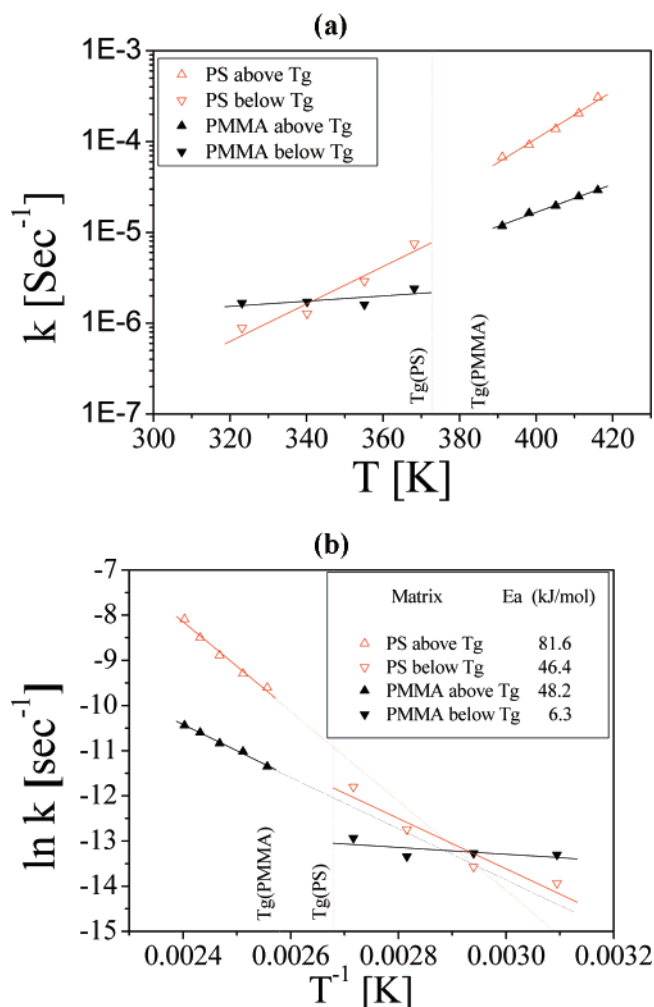 (a)
1E-3
1E-4
1E-5
1E-6
1E-7
k [Sec-1]
PS above Tg
PS below Tg
PMMA above Tg
PMMA below Tg
Tg(PS)
Tg(PMMA)
300 320 340 360 380 400 420
T [K]
(b)
-7
-8
-9
-10
-11
-12
-13
-14
-15
ln k [sec-1]
Matrix Ea (kJ/mol)
PS above Tg 81.6
PS below Tg 46.4
PMMA above Tg 48.2
PMMA below Tg 6.3
Tg(PMMA)
Tg(PS)
0.0024 0.0026 0.0028 0.0030 0.0032
T-1 [K]